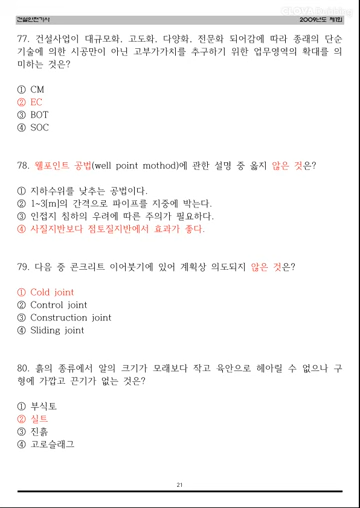 건설안전기사
2009년도 제1회
77. 건설사업이 대규모화, 고도화, 다양화, 전문화 되어감에 따라 종래의 단순
기술에 의한 시공만이 아닌 고부가가치를 추구하기 위한 업무영역의 확대를 의
미하는 것은?
① CM
② EC
③ BOT
④ SOC
78. 웰포인트 공법(well point mothod)에 관한 설명 중 옳지 않은 것은?
① 지하수위를 낮추는 공법이다.
② 1~3[m]의 간격으로 파이프를 지중에 박는다.
③ 인접지 침하의 우려에 따른 주의가 필요하다.
④ 사질지반보다 점토질지반에서 효과가 좋다.
79. 다음 중 콘크리트 이어붓기에 있어 계획상 의도되지 않은 것은?
① Cold joint
② Control joint
③ Construction joint
④ Sliding joint
80. 흙의 종류에서 알의 크기가 모래보다 작고 육안으로 헤아릴 수 없으나 구
형에 가깝고 끈기가 없는 것은?
① 부식토
② 실트
③ 진흙
④ 고로슬래그
21